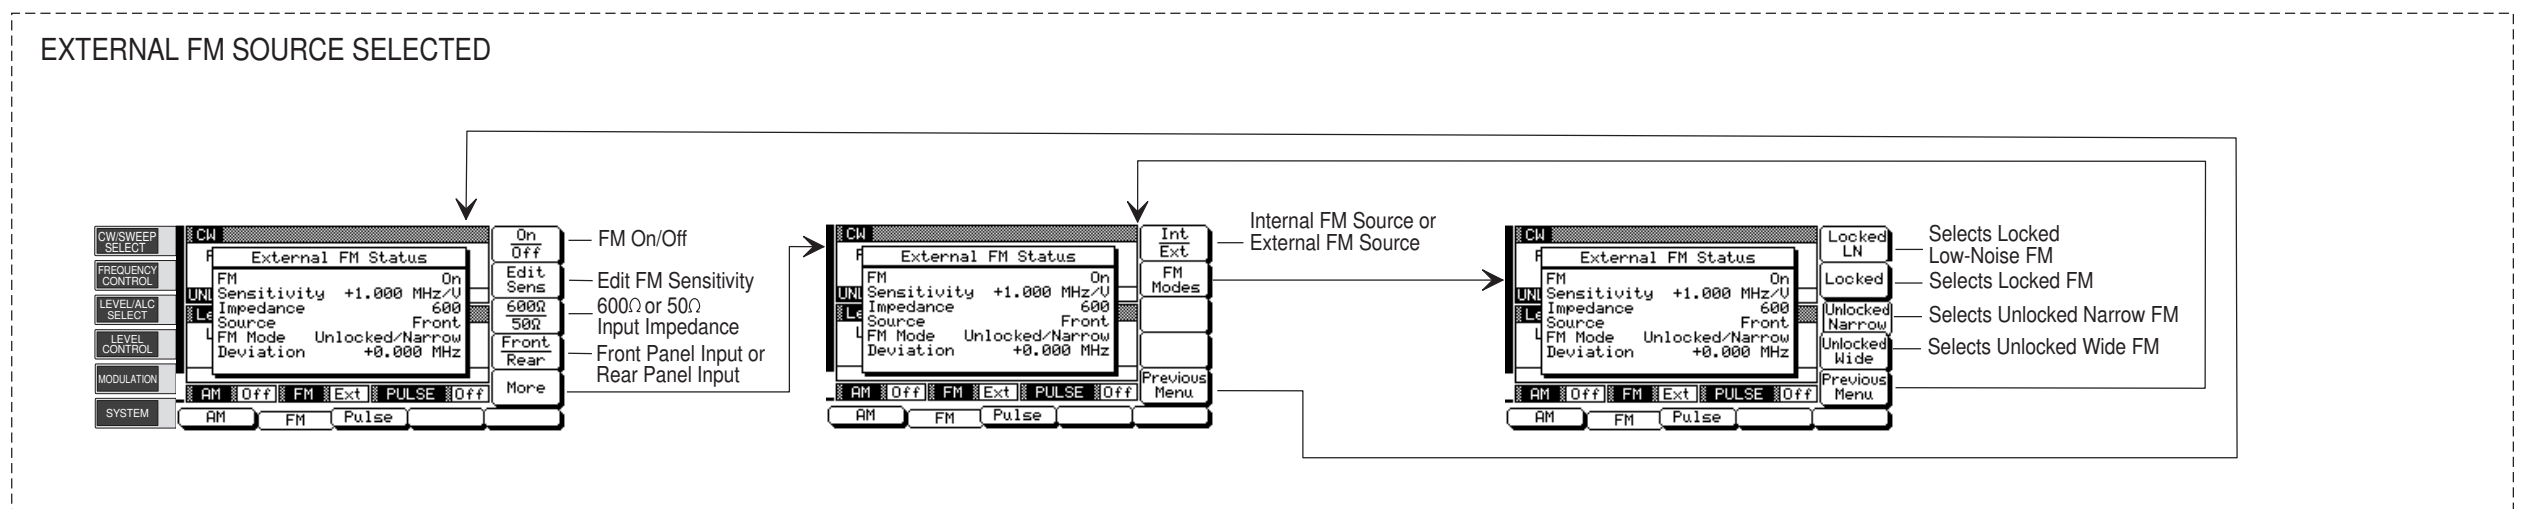 EXTERNAL FM SOURCE SELECTED
CW/SWEEP
SELECT
FREQUENCY
CONTROL
LEVEL/ALC
SELECT
LEVEL
CONTROL
MODULATION
SYSTEM
CW
External FM Status
FM On
Sensitivity +1.000 MHz/V
Impedance 600
Source Front
FM Mode Unlocked/Narrow
Deviation +0.000 MHz
AM Off FM Ext PULSE Off
AM FM Pulse
On
Off
Edit
Sens
600Ω
50Ω
Front
Rear
More
FM On/Off
Edit FM Sensitivity
600Ω or 50Ω
Input Impedance
Front Panel Input or
Rear Panel Input
CW
External FM Status
FM On
Sensitivity +1.000 MHz/V
Impedance 600
Source Front
FM Mode Unlocked/Narrow
Deviation +0.000 MHz
AM Off FM Ext PULSE Off
AM FM Pulse
Int
Ext
FM
Modes
Previous
Menu
Internal FM Source or
External FM Source
CW
External FM Status
FM On
Sensitivity +1.000 MHz/V
Impedance 600
Source Front
FM Mode Unlocked/Narrow
Deviation +0.000 MHz
AM Off FM Ext PULSE Off
AM FM Pulse
Locked
LN
Locked
Unlocked
Narrow
Unlocked
Wide
Previous
Menu
Selects Locked
Low-Noise FM
Selects Locked FM
Selects Unlocked Narrow FM
Selects Unlocked Wide FM